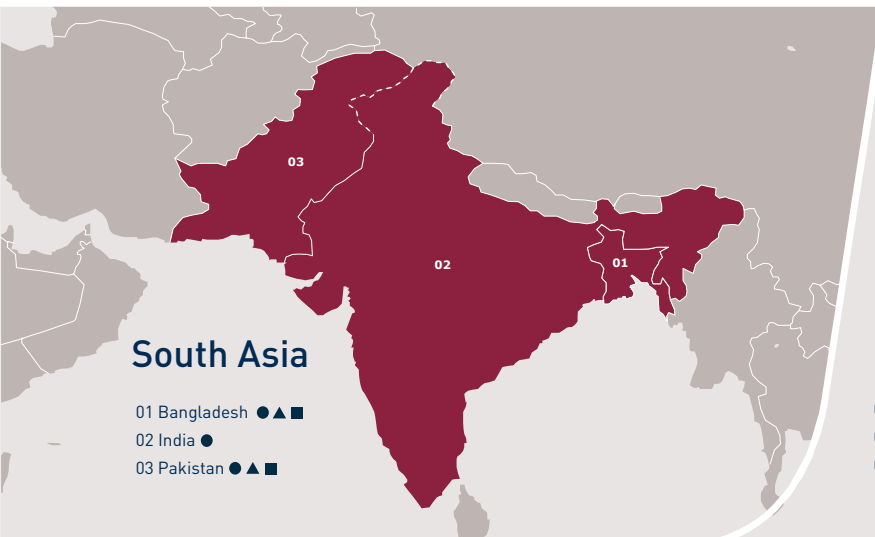 03
02
01
South Asia
01 Bangladesh ●▲■
02 India ●
03 Pakistan ●▲■